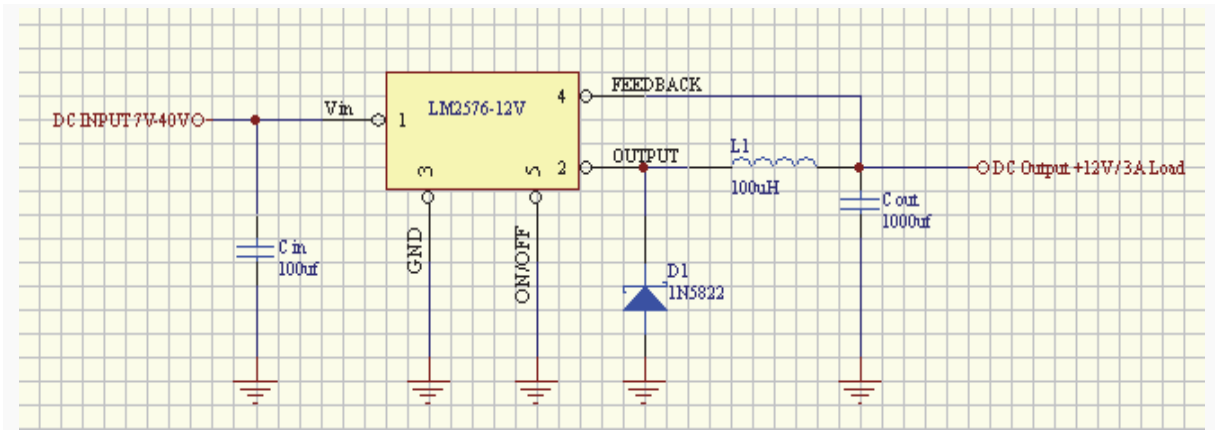 FEEDBACK
4
LM2576-12V
Vin
1
DC INPUT 7V-40V
OUTPUT
2
3
5
L1
100uH
DC Output +12V/3A Load
C out
1000uf
GND
ON/OFF
C in
100uf
D1
1N5822